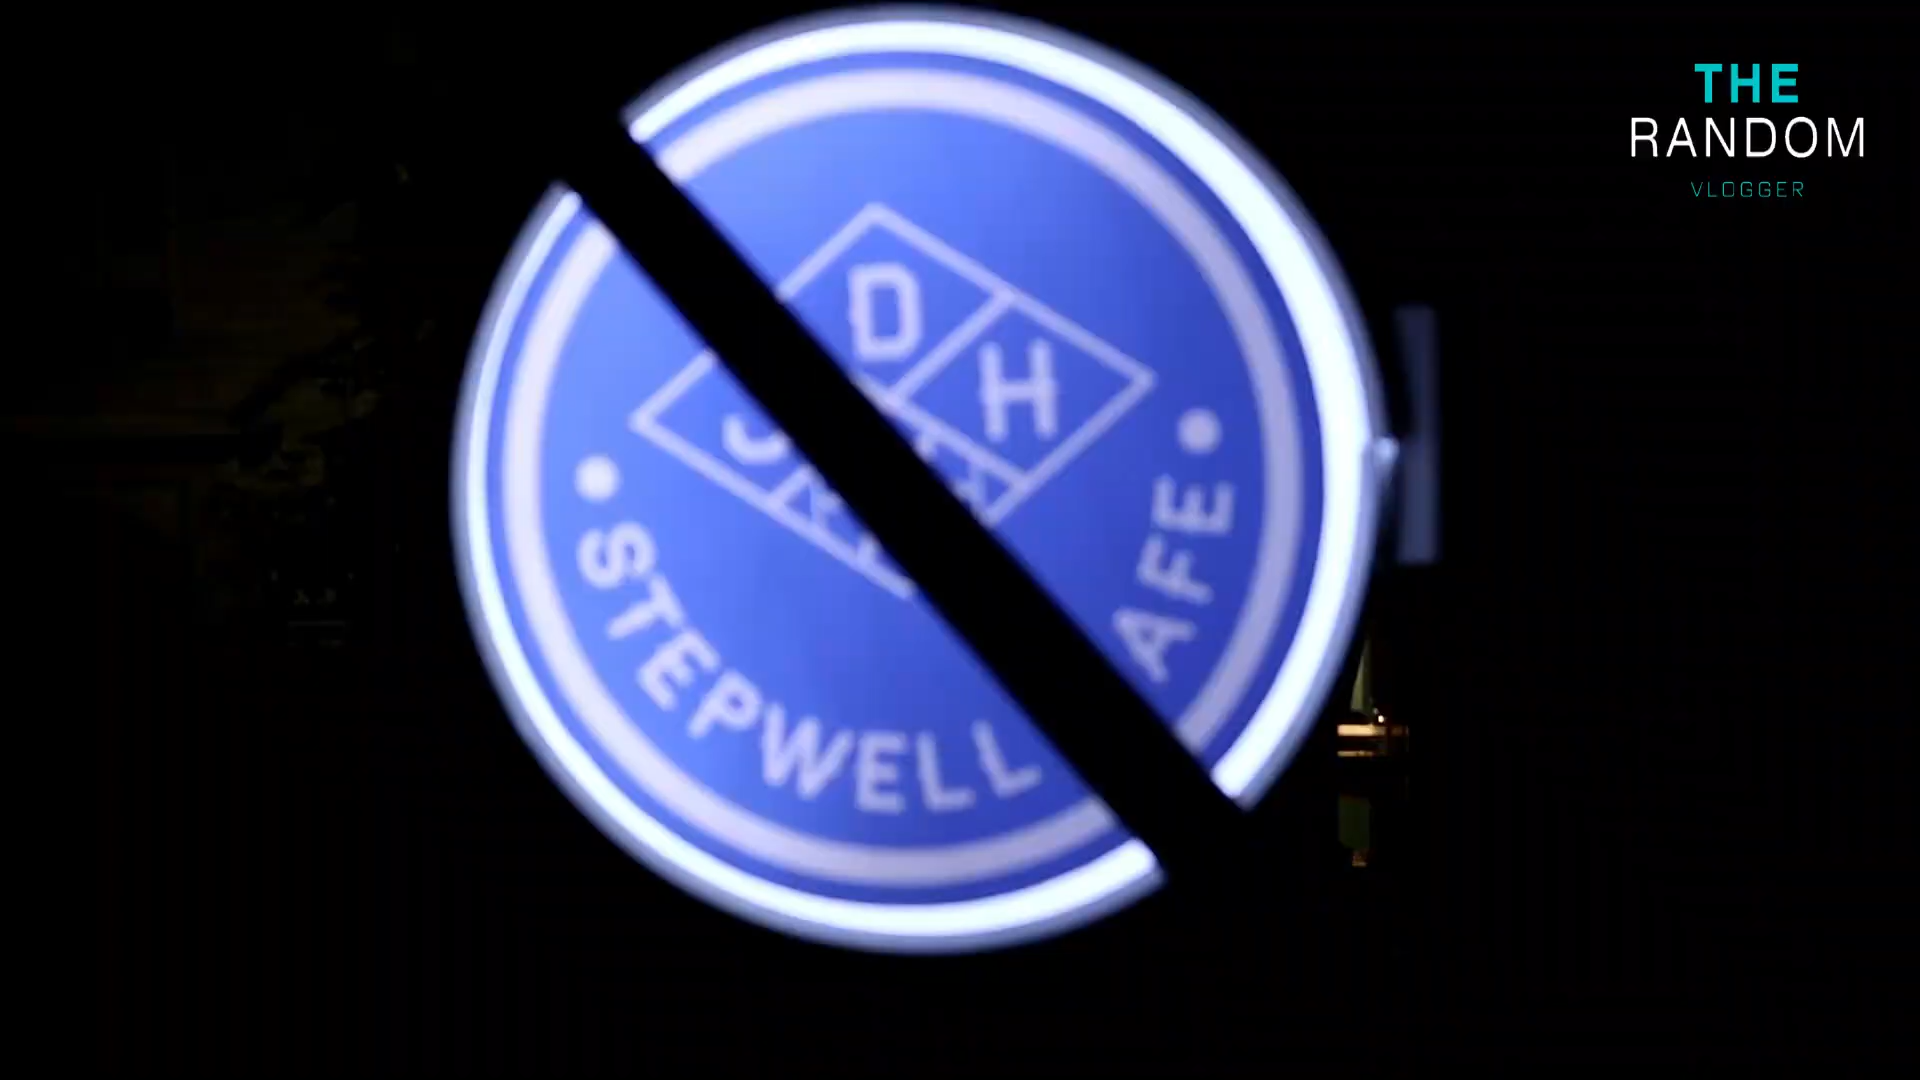 THE
RANDOM
VLOGGER
D
H
STEPWELL
AFE